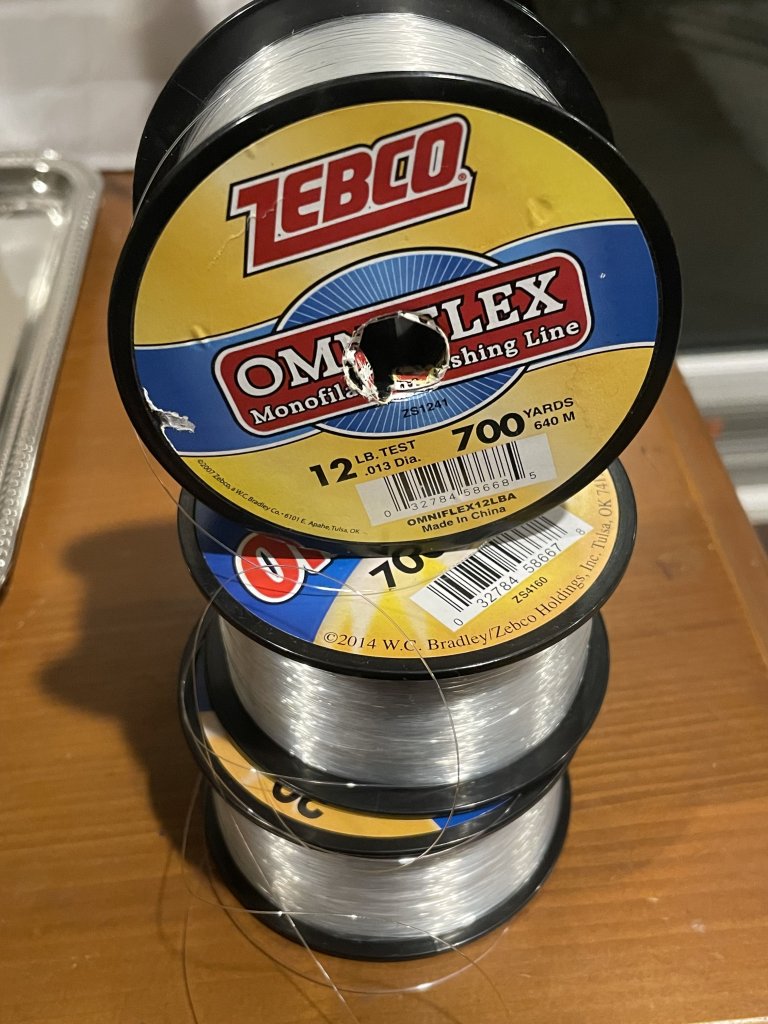 ZEBCO®
OMNIFLEX
Monofila shing Line
ZS1241
12 LB. TEST
.013 Dia.
700 YARDS
640 M
0 32784 58668 5
OMNIFLEX12LBA
Made in China
©2007 Zebco, a W.C. Bradley Co. • 6101 E. Apache, Tulsa, OK
700
0 32784 58667 8
ZS4160
©2014 W.C. Bradley/Zebco Holdings, Inc. Tulsa, OK 741